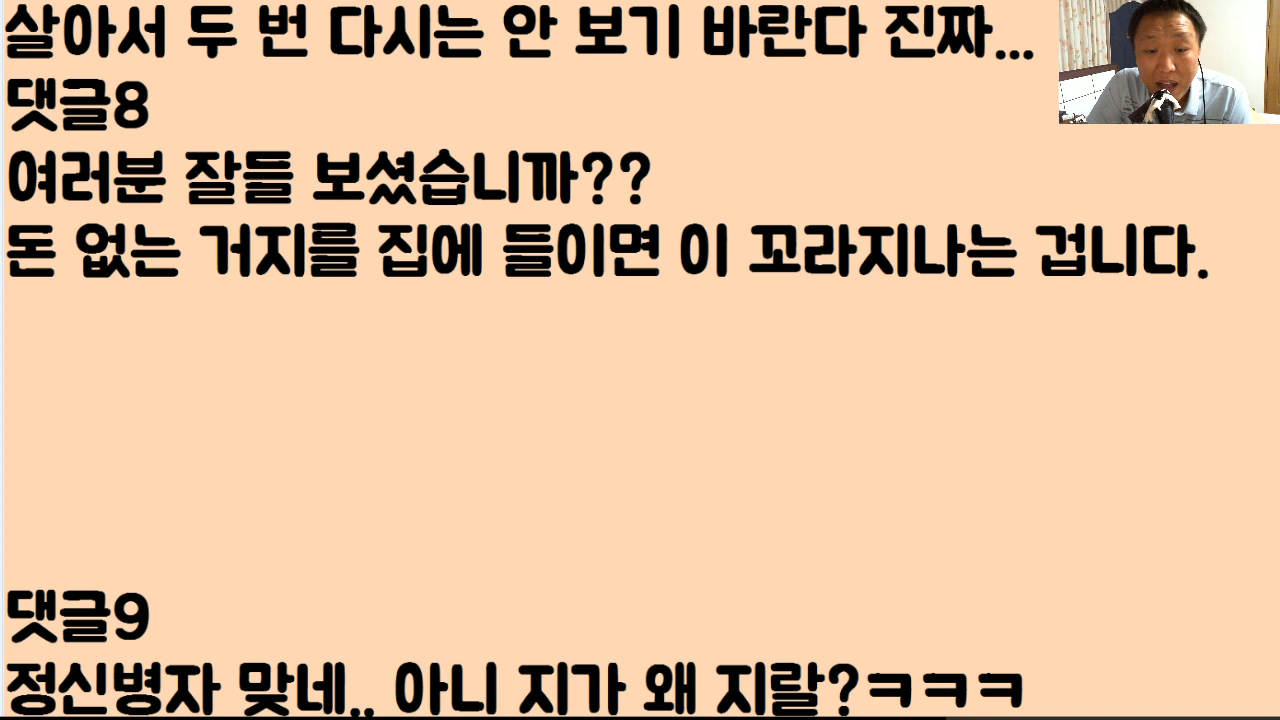 살아서 두 번 다시는 안 보기 바란다 진짜...
댓글8
여러분 잘들 보셨습니까??
돈 없는 거지를 집에 들이면 이 꼬라지나는 겁니다.
댓글9
정신병자 맞네.. 아니 지가 왜 지랄?ㅋㅋㅋ